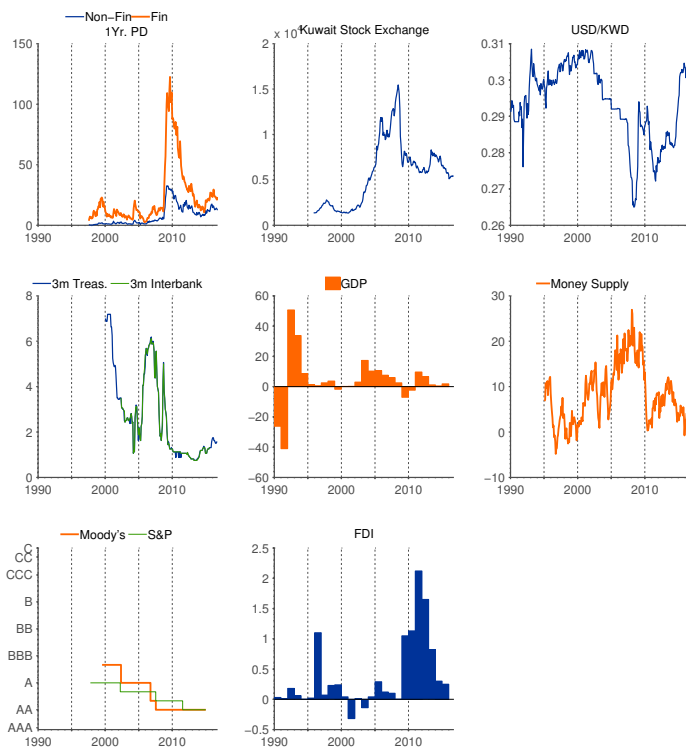 Non−Fin Fin
1Yr. PD
150
100
50
0
1990 2000 2010
x 10⁴ Kuwait Stock Exchange
2
1.5
1
0.5
0
1990 2000 2010
USD/KWD
0.31
0.3
0.29
0.28
0.27
0.26
1990 2000 2010
3m Treas. 3m Interbank
8
6
4
2
0
1990 2000 2010
GDP
60
40
20
0
−20
−40
−60
1990 2000 2010
Money Supply
30
20
10
0
−10
1990 2000 2010
Moody's S&P
C
CC
CCC
B
BB
BBB
A
AA
AAA
1990 2000 2010
FDI
2.5
2
1.5
1
0.5
0
−0.5
1990 2000 2010